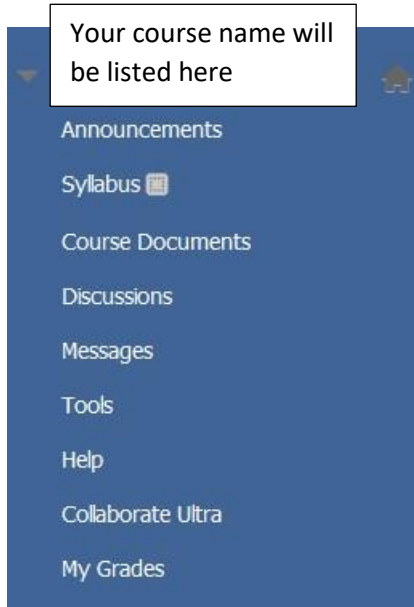 Your course name will
be listed here
Announcements
Syllabus
Course Documents
Discussions
Messages
Tools
Help
Collaborate Ultra
My Grades